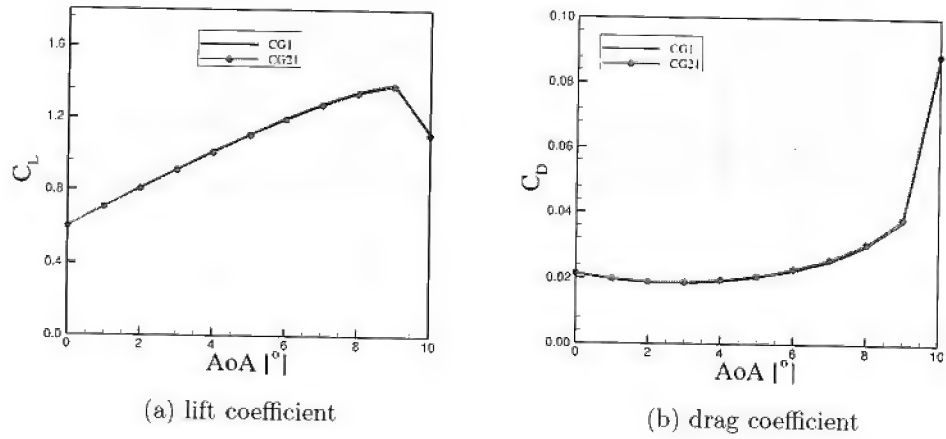 1.6
1.2
0.8
0.4
0.0
C_L
CG1
CG21
0 2 4 6 8 10
AoA [°]
(a) lift coefficient
0.10
0.08
0.06
0.04
0.02
0.00
C_D
CG1
CG21
0 2 4 6 8 10
AoA [°]
(b) drag coefficient